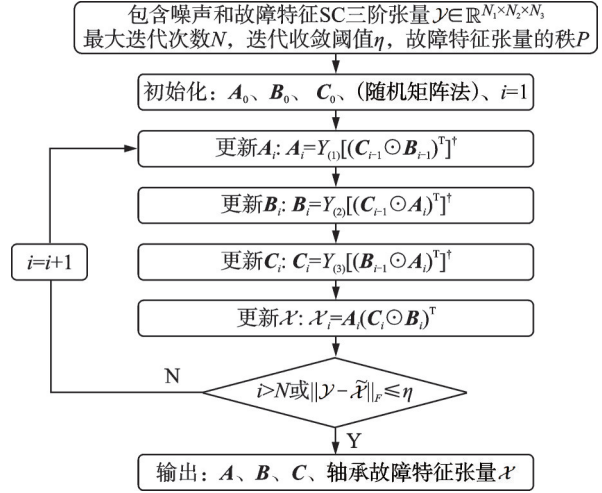 包含噪声和故障特征SC三阶张量𝒴∈ℝ^{N₁×N₂×N₃}
最大迭代次数N，迭代收敛阈值η，故障特征张量的秩P
初始化：A₀、B₀、C₀、(随机矩阵法)、i=1
更新Aᵢ: Aᵢ=Y₍₁₎[(Cᵢ₋₁⊙Bᵢ₋₁)ᵀ]†
更新Bᵢ: Bᵢ=Y₍₂₎[(Cᵢ₋₁⊙Aᵢ)ᵀ]†
i=i+1
更新Cᵢ: Cᵢ=Y₍₃₎[(Bᵢ₋₁⊙Aᵢ)ᵀ]†
更新𝒳: 𝒳ᵢ=Aᵢ(Cᵢ⊙Bᵢ)ᵀ
N
i>N或||𝒴−𝒳̃||_F≤η
Y
输出：A、B、C、轴承故障特征张量𝒳